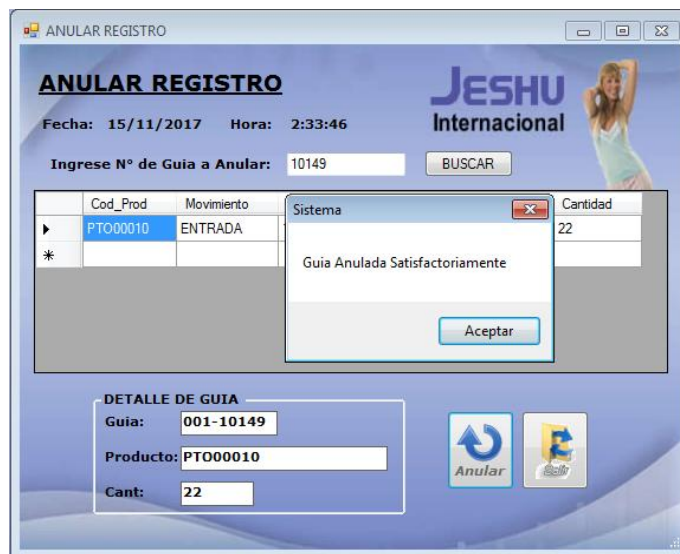 ANULAR REGISTRO
ANULAR REGISTRO
JESHU
Internacional
Fecha: 15/11/2017 Hora: 2:33:46
Ingrese N° de Guia a Anular: 10149 BUSCAR
Cod_Prod Movimiento Cantidad
PTO00010 ENTRADA 22
Sistema
Guia Anulada Satisfactoriamente
Aceptar
DETALLE DE GUIA
Guia: 001-10149
Producto: PTO00010
Cant: 22
Anular
Salir